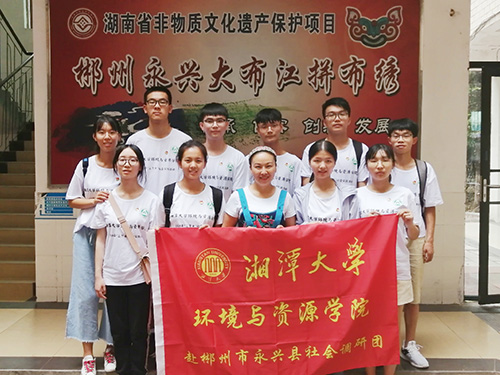 湖南省非物质文化遗产保护项目
郴州永兴大布江拼布绣
发展
湘潭大学
环境与资源学院
赴郴州市永兴县社会调研团